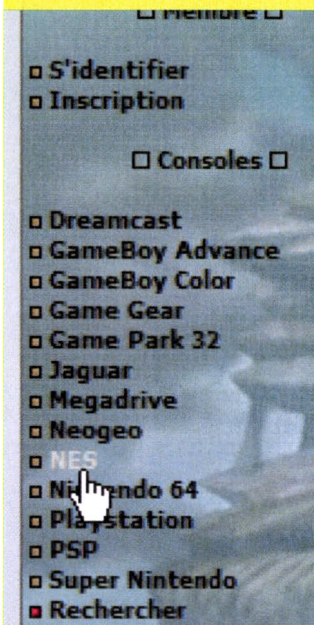 □ Membre □
S'identifier
Inscription
□ Consoles □
Dreamcast
GameBoy Advance
GameBoy Color
Game Gear
Game Park 32
Jaguar
Megadrive
Neogeo
NES
Nintendo 64
Playstation
PSP
Super Nintendo
Rechercher